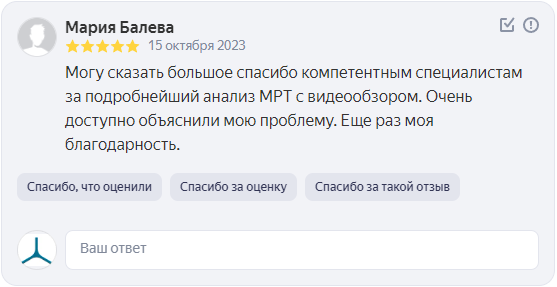 Мария Балева
15 октября 2023
Могу сказать большое спасибо компетентным специалистам
за подробнейший анализ МРТ с видеообзором. Очень
доступно объяснили мою проблему. Еще раз моя
благодарность.
Спасибо, что оценили
Спасибо за оценку
Спасибо за такой отзыв
Ваш ответ